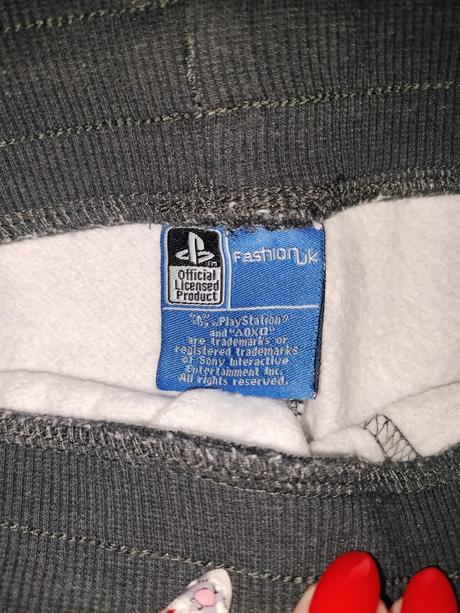 Official
Licensed
Product
Fashion UK
"PS", "PlayStation"
and "△OX□"
are trademarks or
registered trademarks
of Sony Interactive
Entertainment Inc.
All rights reserved.